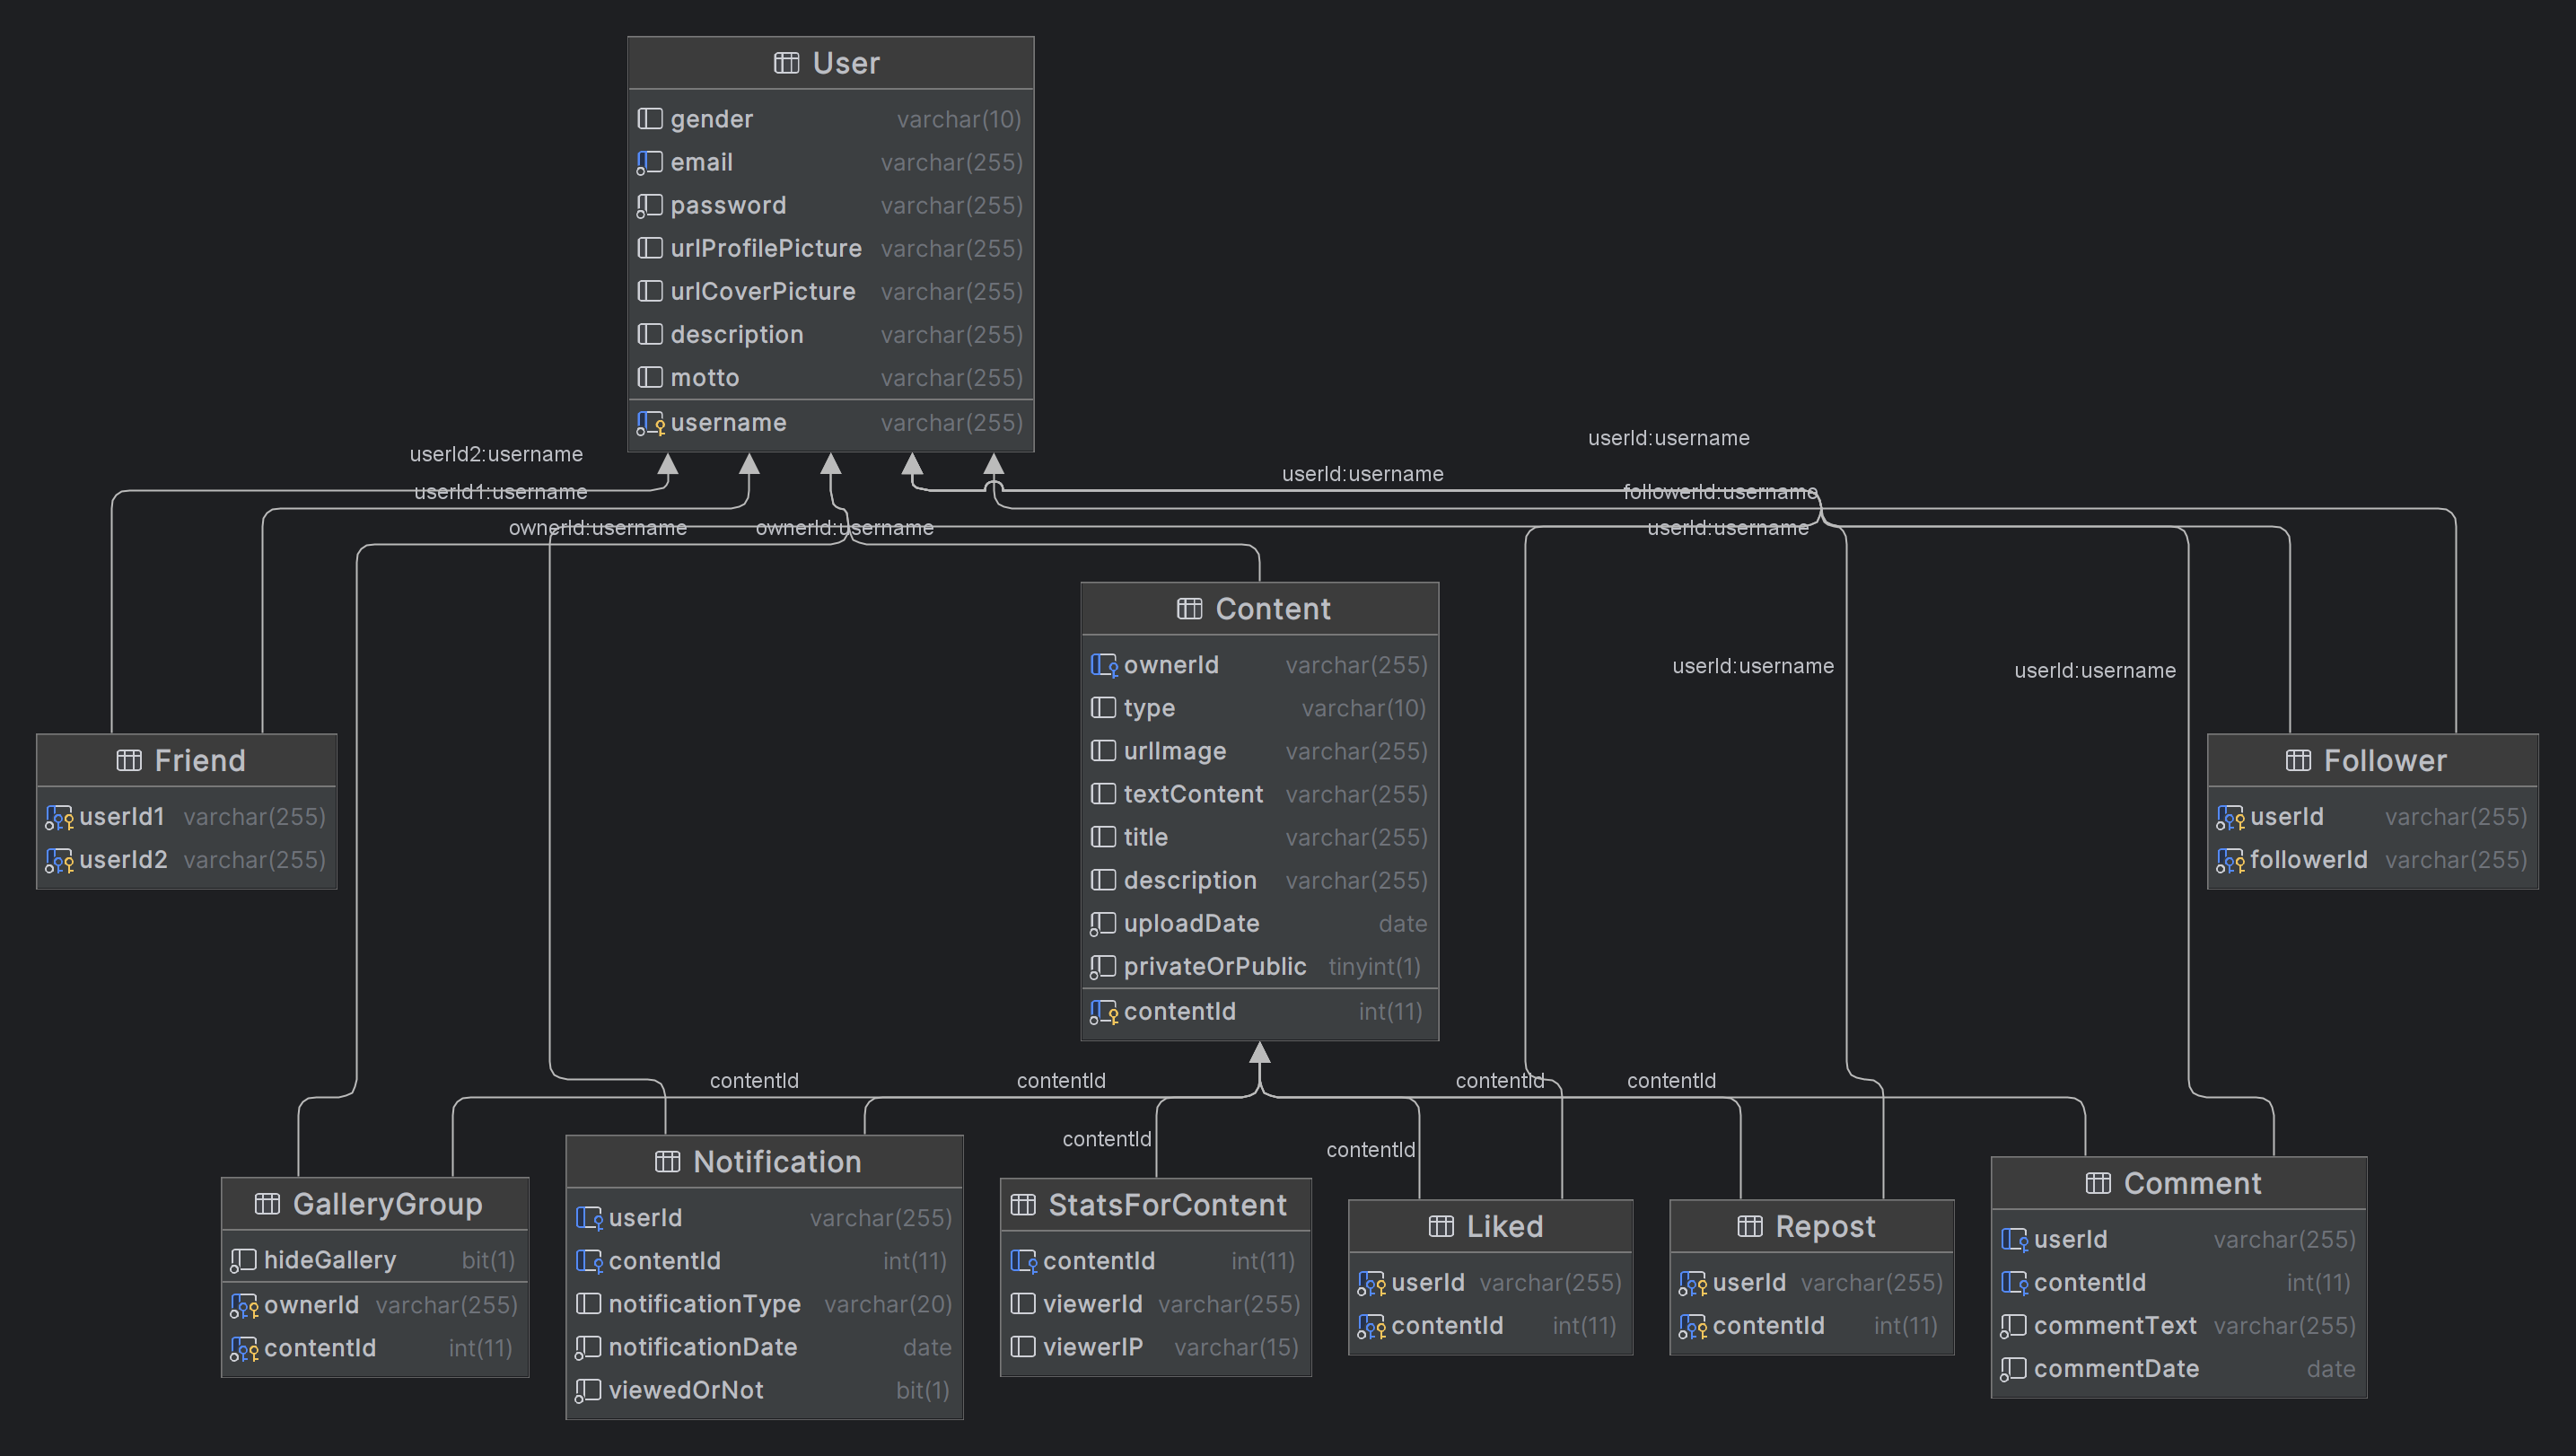 User
gender varchar(10)
email varchar(255)
password varchar(255)
urlProfilePicture varchar(255)
urlCoverPicture varchar(255)
description varchar(255)
motto varchar(255)
username varchar(255)
userId:username
userId2:username
userId:username
userId1:username
followerId:username
ownerId:username
ownerId:username
userId:username
Content
ownerId varchar(255)
type varchar(10)
urlImage varchar(255)
textContent varchar(255)
title varchar(255)
description varchar(255)
uploadDate date
privateOrPublic tinyint(1)
contentId int(11)
userId:username
userId:username
Friend
userId1 varchar(255)
userId2 varchar(255)
Follower
userId varchar(255)
followerId varchar(255)
contentId
contentId
contentId
contentId
contentId
contentId
GalleryGroup
hideGallery bit(1)
ownerId varchar(255)
contentId int(11)
Notification
userId varchar(255)
contentId int(11)
notificationType varchar(20)
notificationDate date
viewedOrNot bit(1)
StatsForContent
contentId int(11)
viewerId varchar(255)
viewerIP varchar(15)
Liked
userId varchar(255)
contentId int(11)
Repost
userId varchar(255)
contentId int(11)
Comment
userId varchar(255)
contentId int(11)
commentText varchar(255)
commentDate date